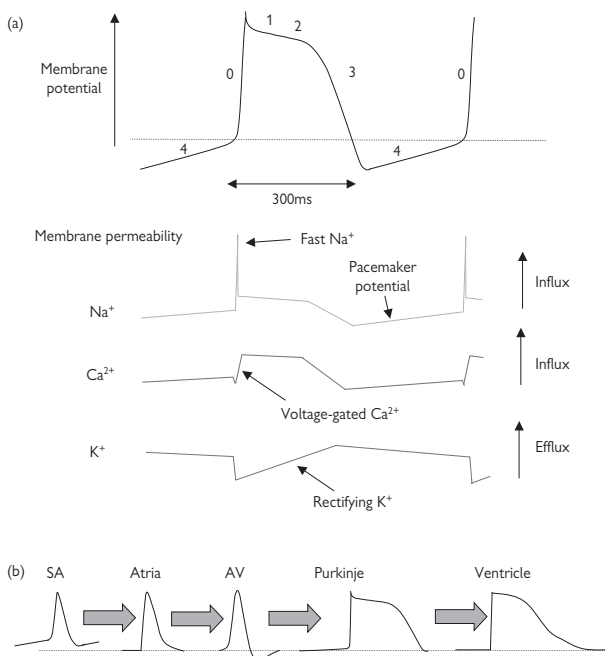 (a)
1
2
Membrane
potential
0
3
0
4
4
300ms
Membrane permeability
Fast Na⁺
Pacemaker
potential
Influx
Na⁺
Influx
Ca²⁺
Voltage-gated Ca²⁺
K⁺
Efflux
Rectifying K⁺
(b)
SA
Atria
AV
Purkinje
Ventricle